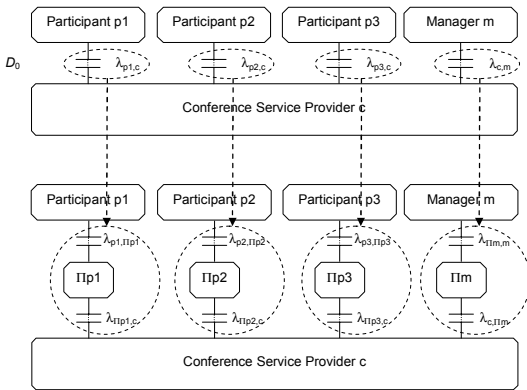 Participant p1 Participant p2 Participant p3 Manager m
D₀ λp1,c λp2,c λp3,c λc,m
Conference Service Provider c
Participant p1 Participant p2 Participant p3 Manager m
λp1,Πp1 λp2,Πp2 λp3,Πp3 λΠm,m
Πp1 Πp2 Πp3 Πm
λΠp1,c λΠp2,c λΠp3,c λc,Πm
Conference Service Provider c